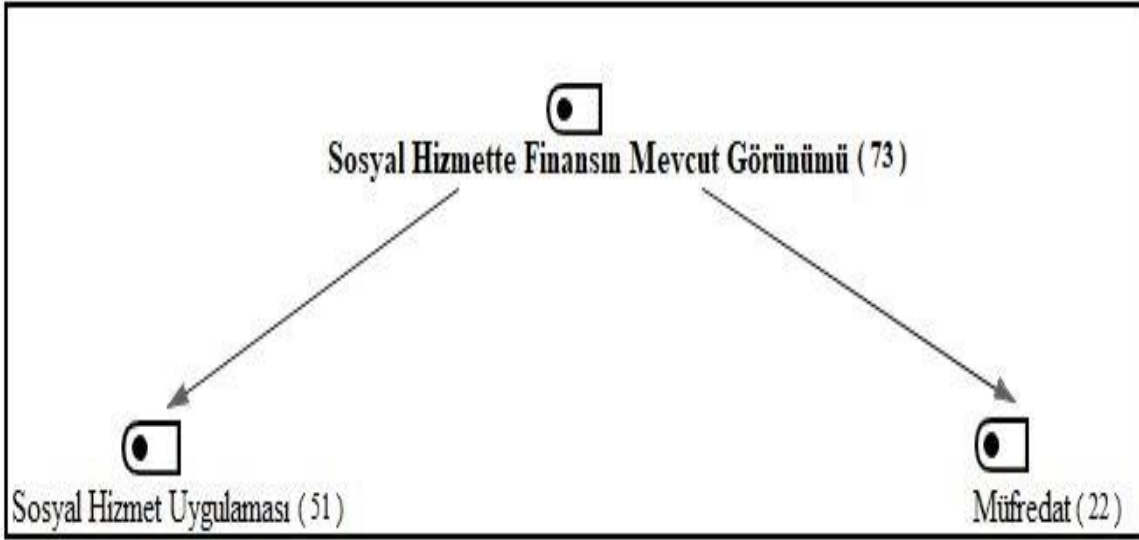 Sosyal Hizmette Finansın Mevcut Görünümü (73)
Sosyal Hizmet Uygulaması (51)
Müfredat (22)